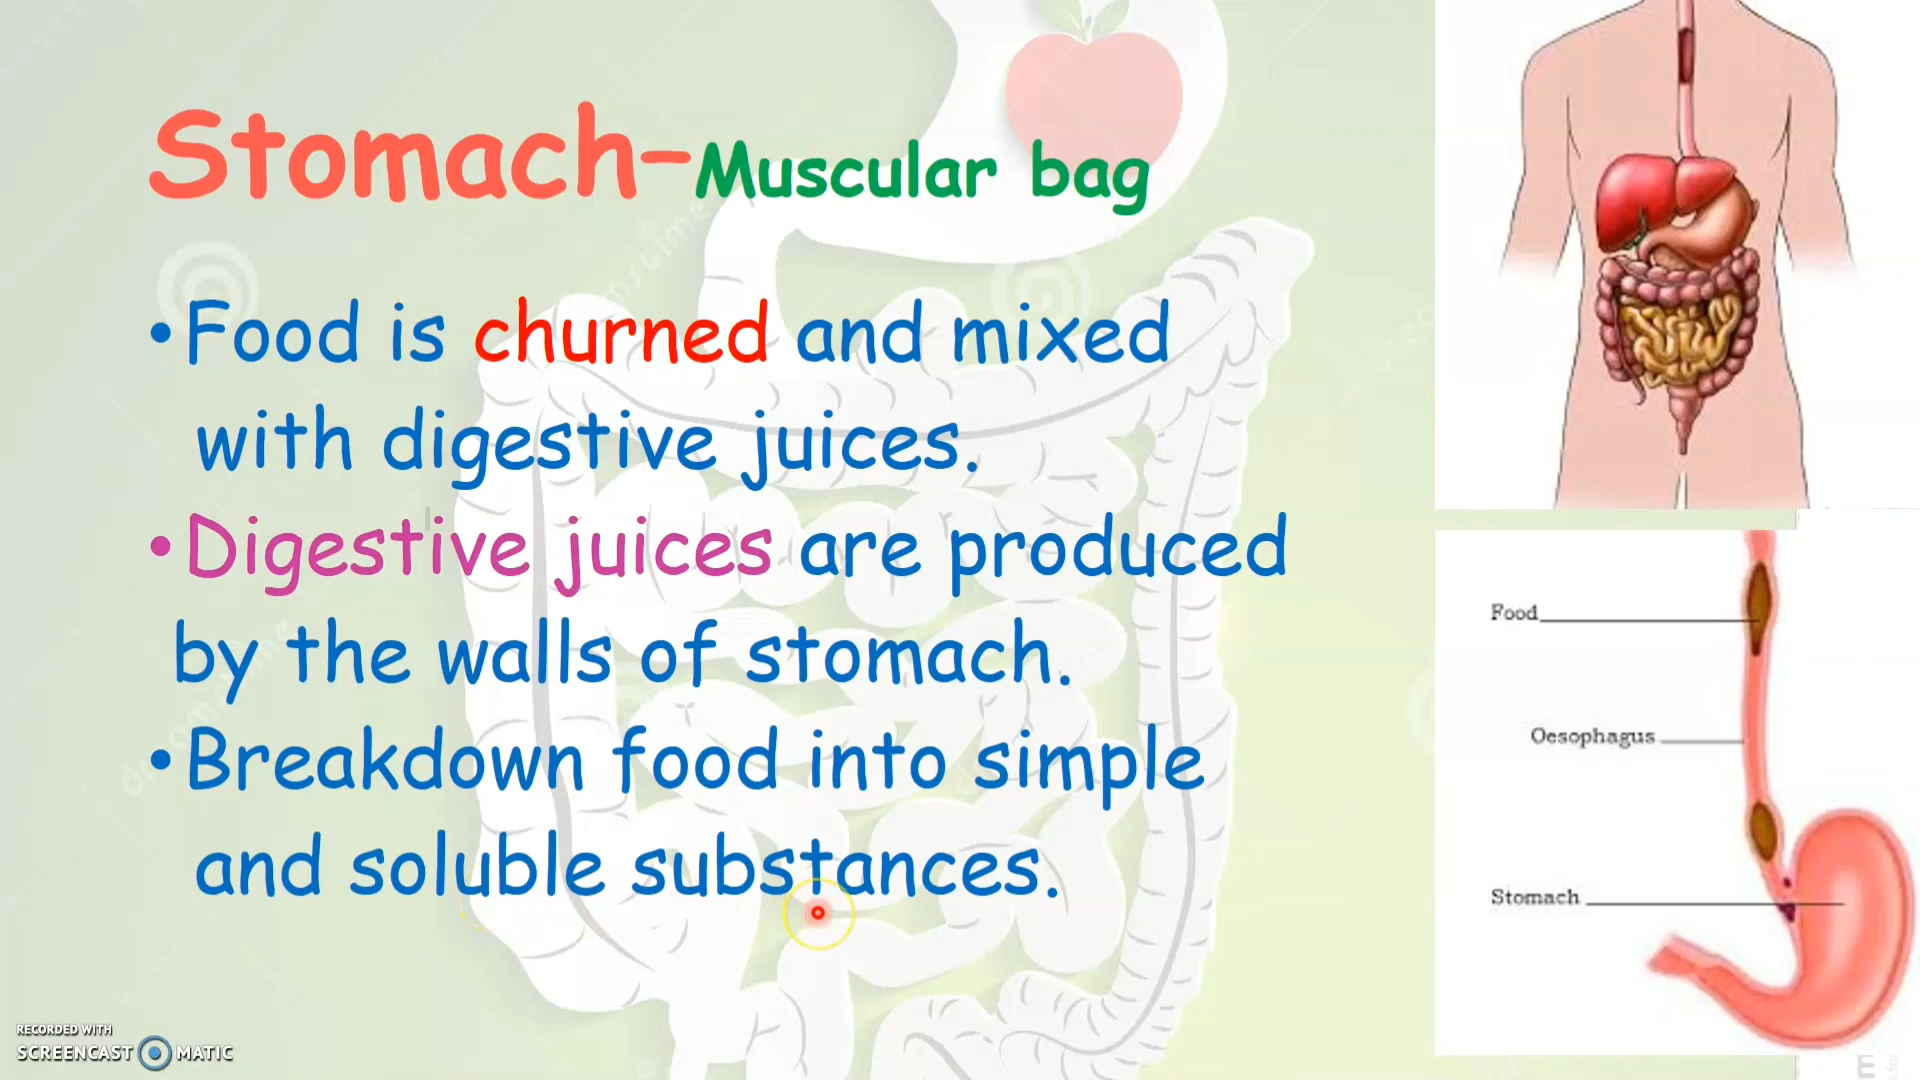 Stomach-Muscular bag
•Food is churned and mixed
with digestive juices.
•Digestive juices are produced
by the walls of stomach.
•Breakdown food into simple
and soluble substances.
Food
Oesophagus
Stomach
RECORDED WITH
SCREENCAST MATIC